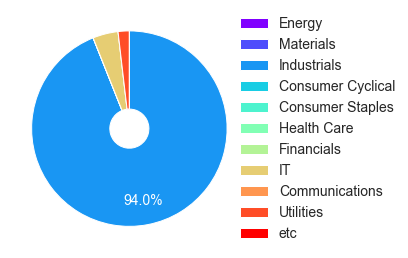 Energy
Materials
Industrials
Consumer Cyclical
Consumer Staples
Health Care
Financials
IT
Communications
Utilities
etc
94.0%